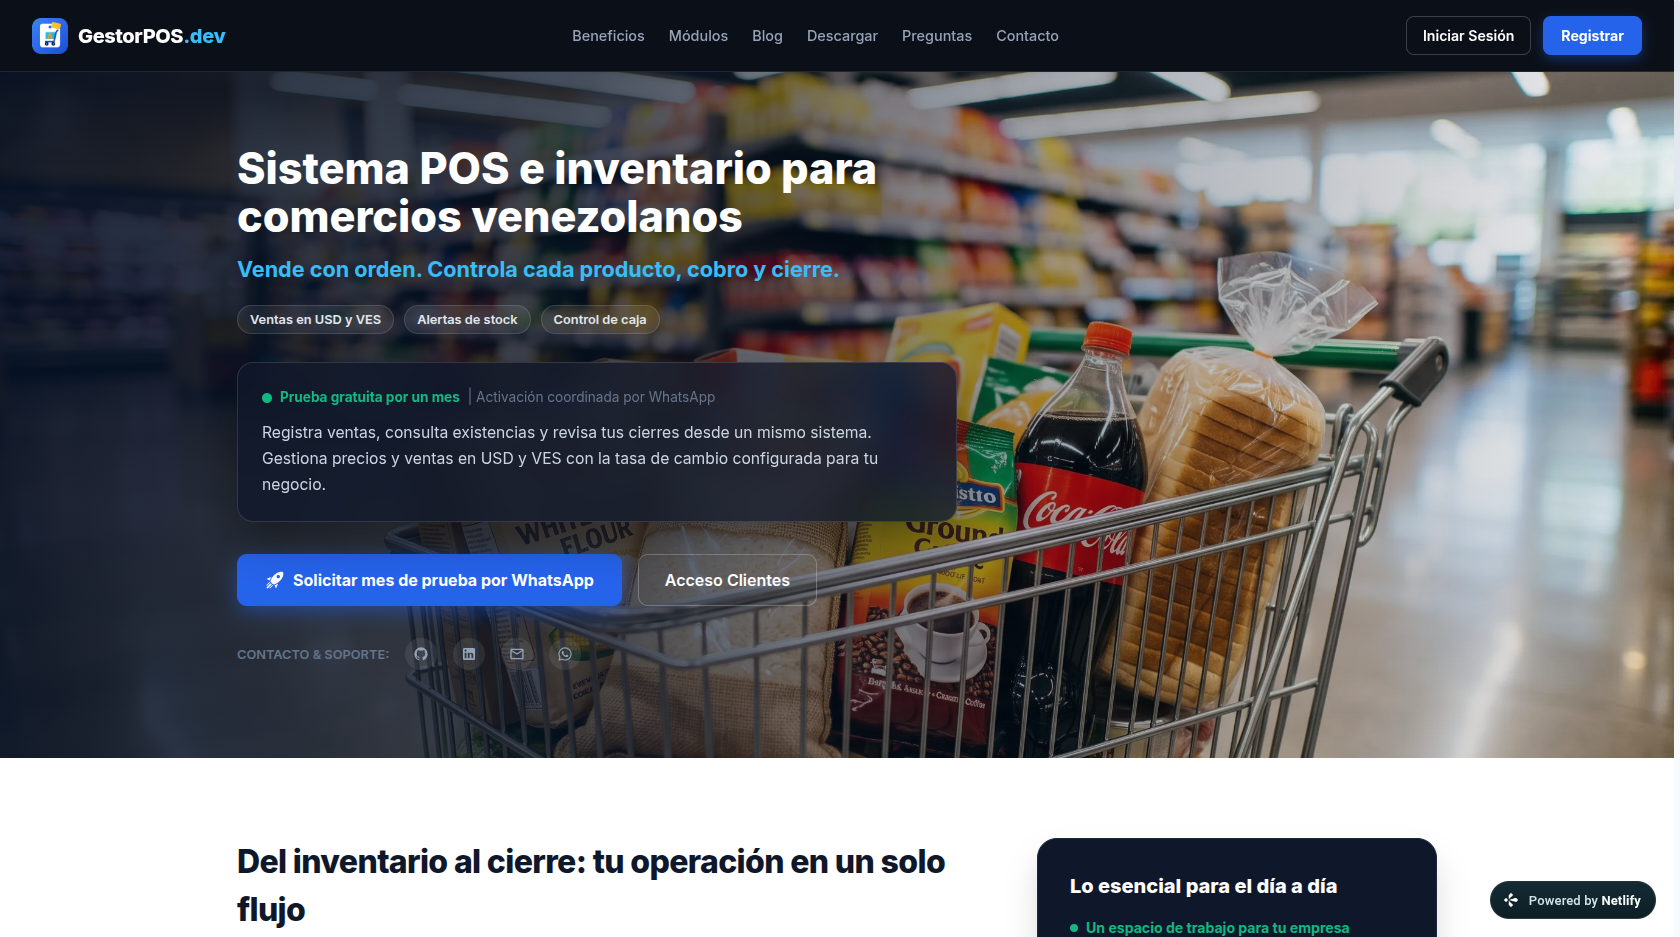 GestorPOS.dev
Beneficios
Módulos
Blog
Descargar
Preguntas
Contacto
Iniciar Sesión
Registrar
Sistema POS e inventario para
comercios venezolanos
Vende con orden. Controla cada producto, cobro y cierre.
Ventas en USD y VES
Alertas de stock
Control de caja
Prueba gratuita por un mes | Activación coordinada por WhatsApp
Registra ventas, consulta existencias y revisa tus cierres desde un mismo sistema.
Gestiona precios y ventas en USD y VES con la tasa de cambio configurada para tu
negocio.
FLOUR
Ground
Coca-Cola
Solicitar mes de prueba por WhatsApp
Acceso Clientes
CONTACTO & SOPORTE:
Del inventario al cierre: tu operación en un solo
flujo
Lo esencial para el día a día
Un espacio de trabajo para tu empresa
Powered by Netlify